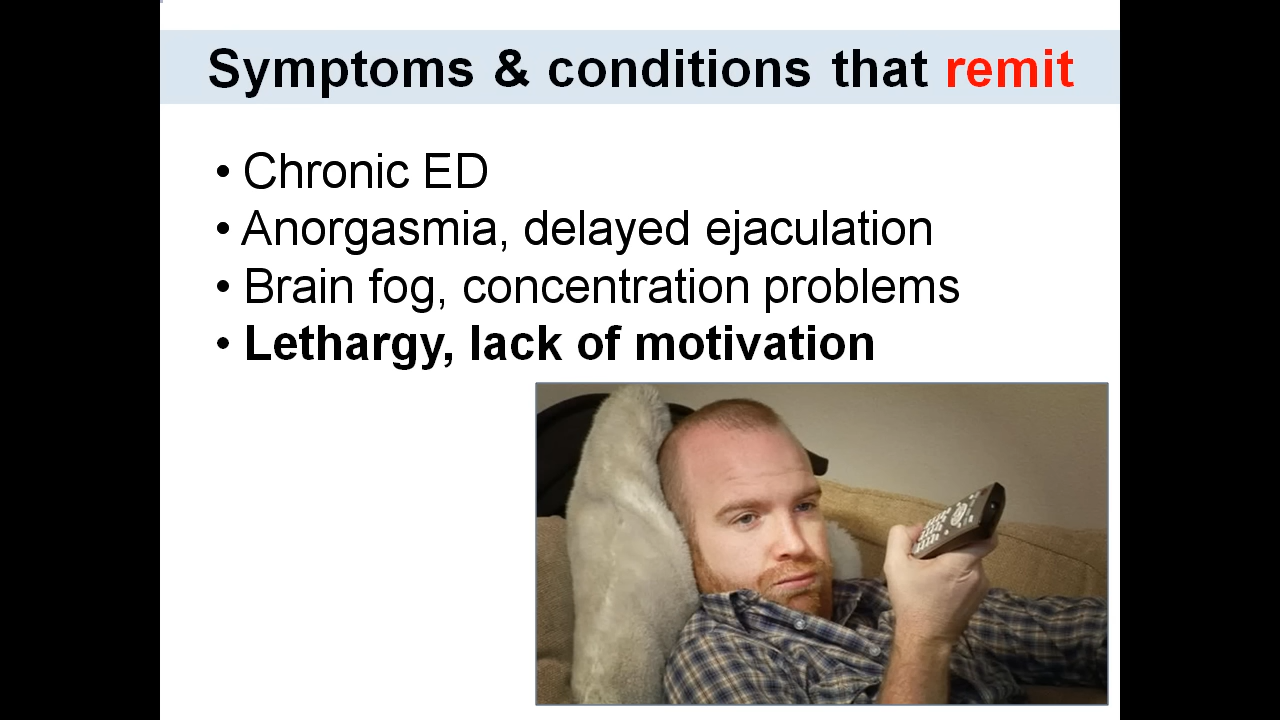 Symptoms & conditions that remit
• Chronic ED
• Anorgasmia, delayed ejaculation
• Brain fog, concentration problems
• Lethargy, lack of motivation